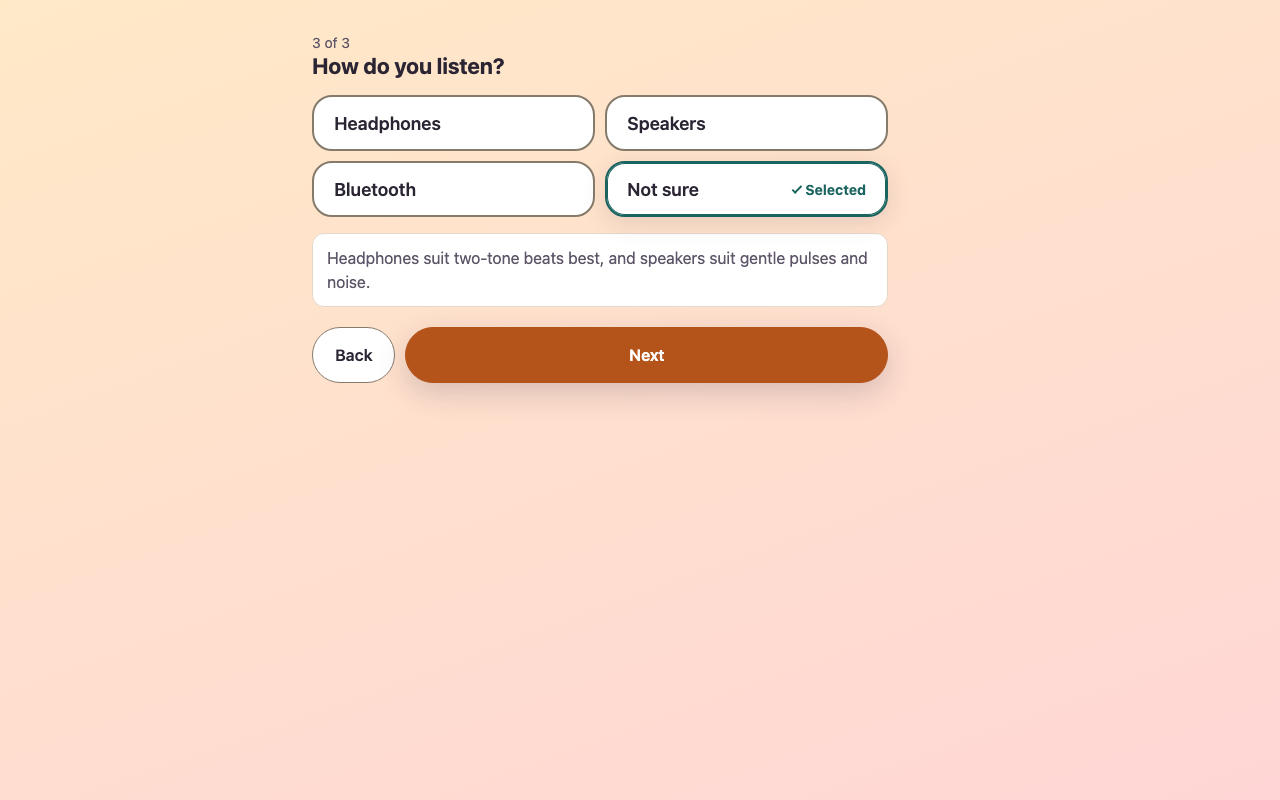 3 of 3
How do you listen?
Headphones
Speakers
Bluetooth
Not sure
✓ Selected
Headphones suit two-tone beats best, and speakers suit gentle pulses and
noise.
Back
Next